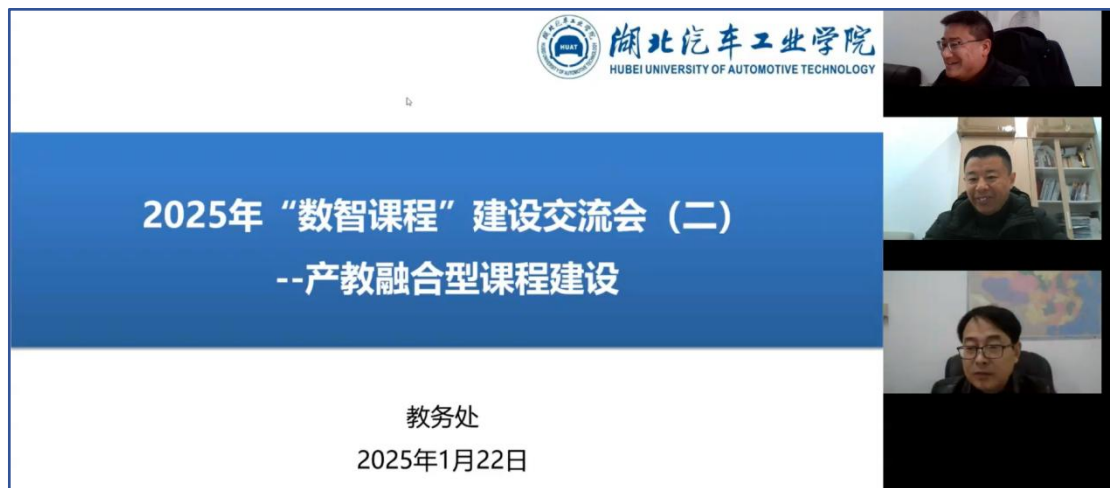 湖北汽车工业学院
HUBEI UNIVERSITY OF AUTOMOTIVE TECHNOLOGY
HUAT
2025年“数智课程”建设交流会（二）
--产教融合型课程建设
教务处
2025年1月22日